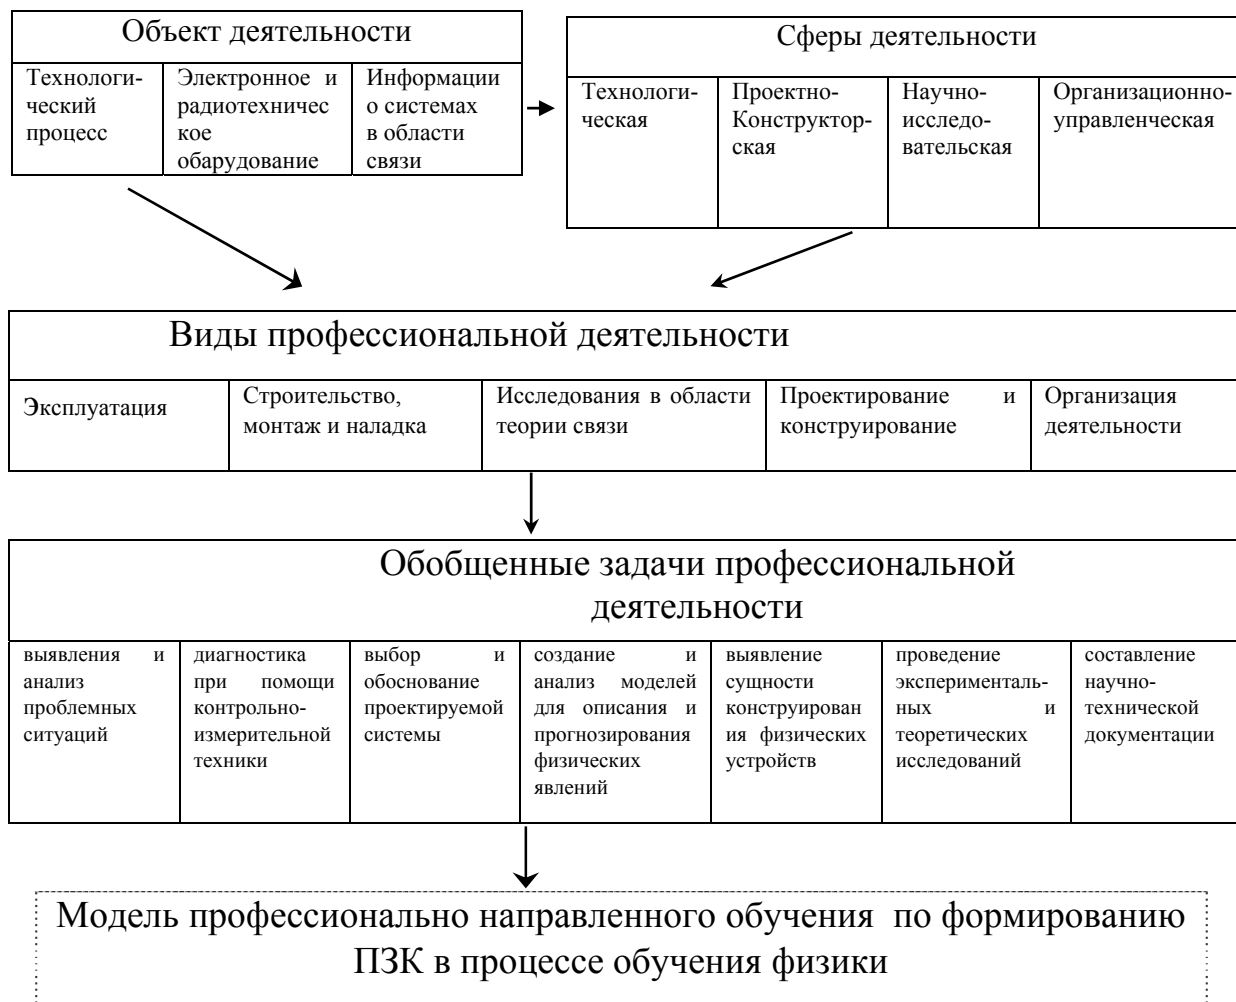 Объект деятельности
Технологи-
ческий
процесс
Электронное и
радиотехничес
кое
обарудование
Информации
о системах
в области
связи
Сферы деятельности
Технологи-
ческая
Проектно-
Конструктор-
ская
Научно-
исследо-
вательская
Организационно-
управленческая
Виды профессиональной деятельности
Эксплуатация
Строительство,
монтаж и наладка
Исследования в области
теории связи
Проектирование и
конструирование
Организация
деятельности
Обобщенные задачи профессиональной
деятельности
выявления и
анализ
проблемных
ситуаций
диагностика
при помощи
контрольно-
измерительной
техники
выбор и
обоснование
проектируемой
системы
создание и
анализ моделей
для описания и
прогнозирования
физических
явлений
выявление
сущности
конструирован
ия физических
устройств
проведение
эксперименталь-
ных и
теоретических
исследований
составление
научно-
технической
документации
Модель профессионально направленного обучения по формированию
ПЗК в процессе обучения физики